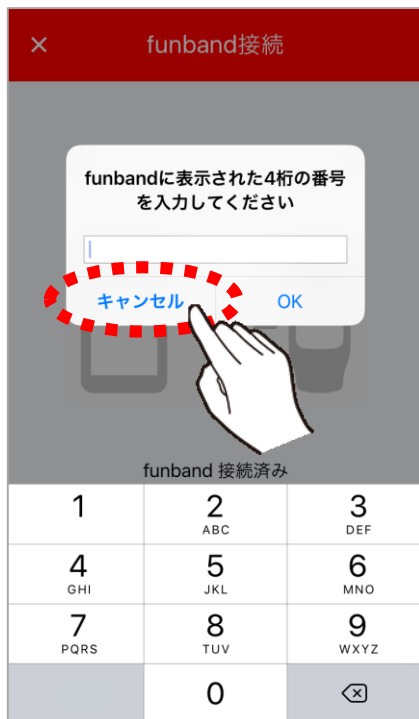 × funband接続
funbandに表示された4桁の番号
を入力してください
キャンセル OK
funband 接続済み
1 2 3
ABC DEF
4 5 6
GHI JKL MNO
7 8 9
PQRS TUV WXYZ
0